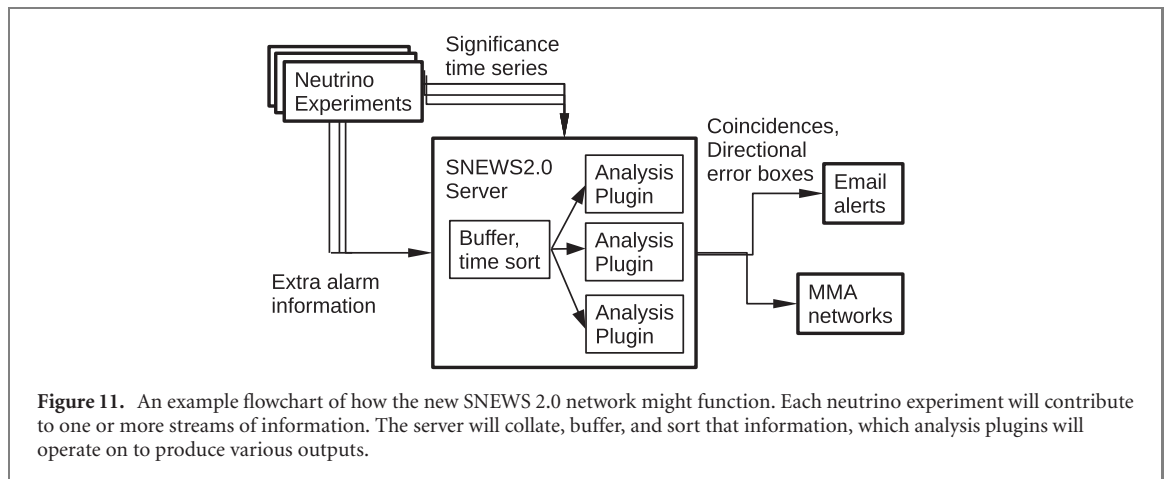 Significance
time series
Neutrino
Experiments
Coincidences,
Directional
error boxes
SNEWS2.0
Server
Analysis
Plugin
Email
alerts
Buffer,
time sort
Analysis
Plugin
Extra alarm
information
Analysis
Plugin
MMA
networks
Figure 11. An example flowchart of how the new SNEWS 2.0 network might function. Each neutrino experiment will contribute
to one or more streams of information. The server will collate, buffer, and sort that information, which analysis plugins will
operate on to produce various outputs.